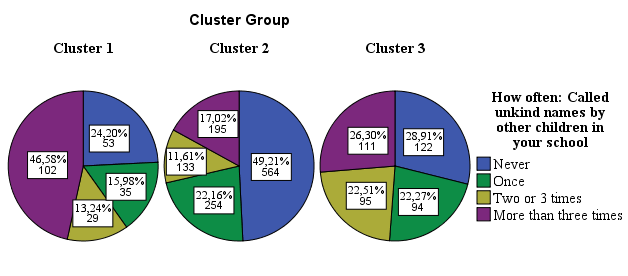 Cluster Group
Cluster 1
Cluster 2
Cluster 3
24,20%
53
15,98%
35
13,24%
29
46,58%
102
49,21%
564
22,16%
254
11,61%
133
17,02%
195
28,91%
122
22,27%
94
22,51%
95
26,30%
111
How often: Called
unkind names by
other children in
your school
Never
Once
Two or 3 times
More than three times